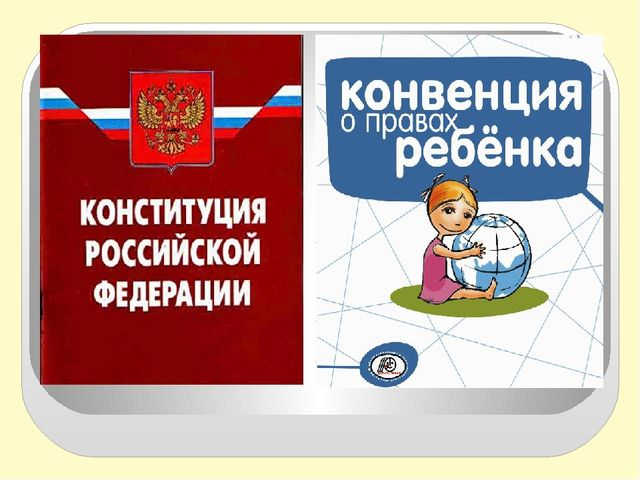 КОНСТИТУЦИЯ
РОССИЙСКОЙ
ФЕДЕРАЦИИ
конвенция
о правах
ребёнка